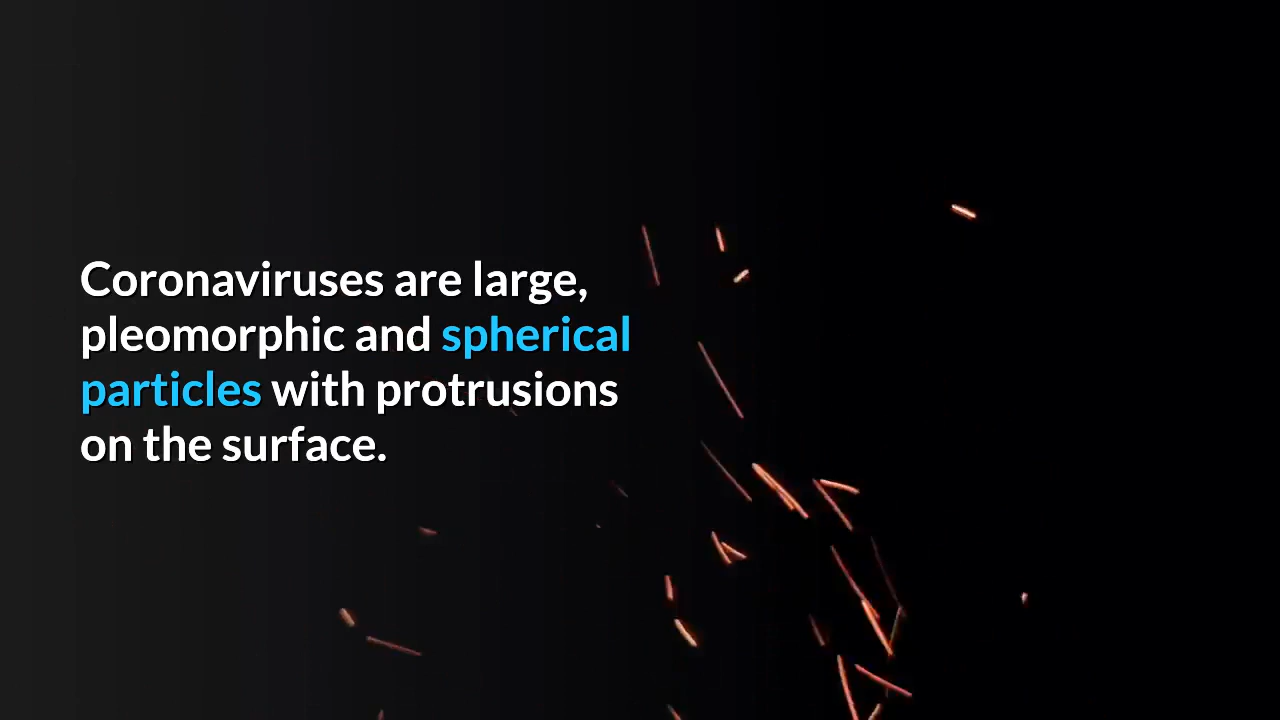 Coronaviruses are large,
pleomorphic and spherical
particles with protrusions
on the surface.